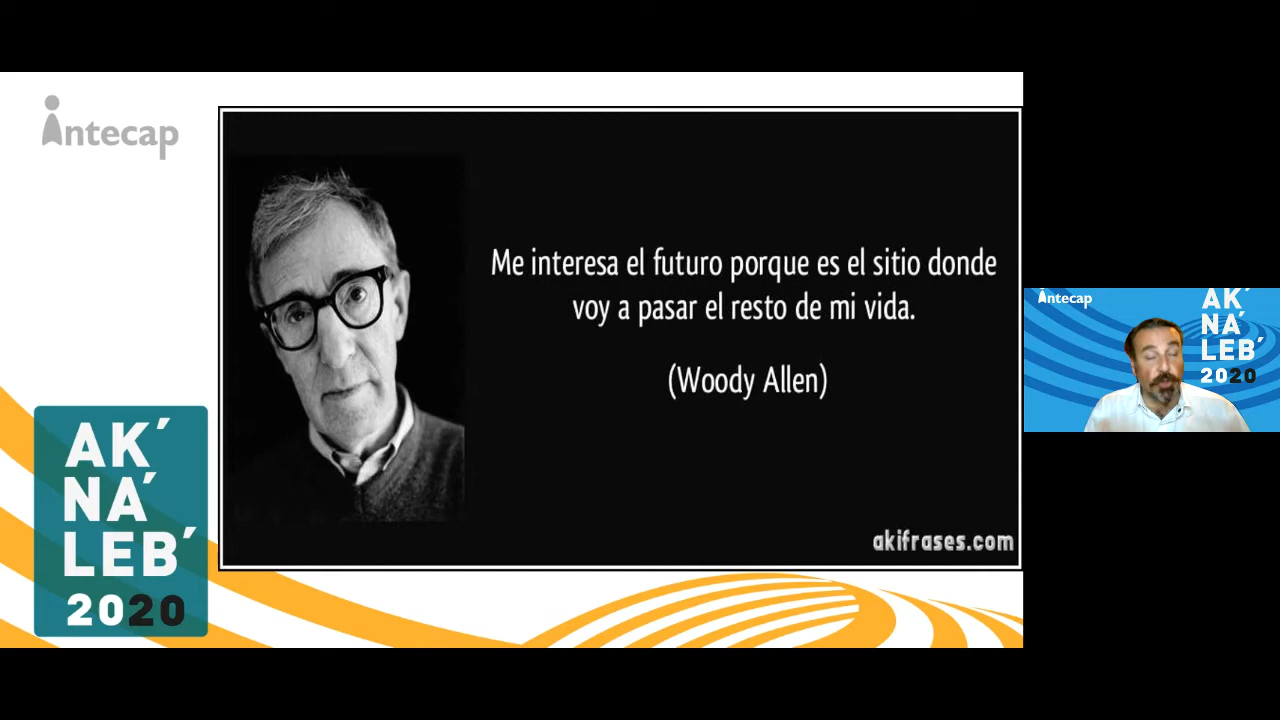 intecap
Me interesa el futuro porque es el sitio donde
voy a pasar el resto de mi vida.
(Woody Allen)
akifrases.com
AK´
NA´
LEB´
2020
intecap
AK´
NA´
LEB´
2020